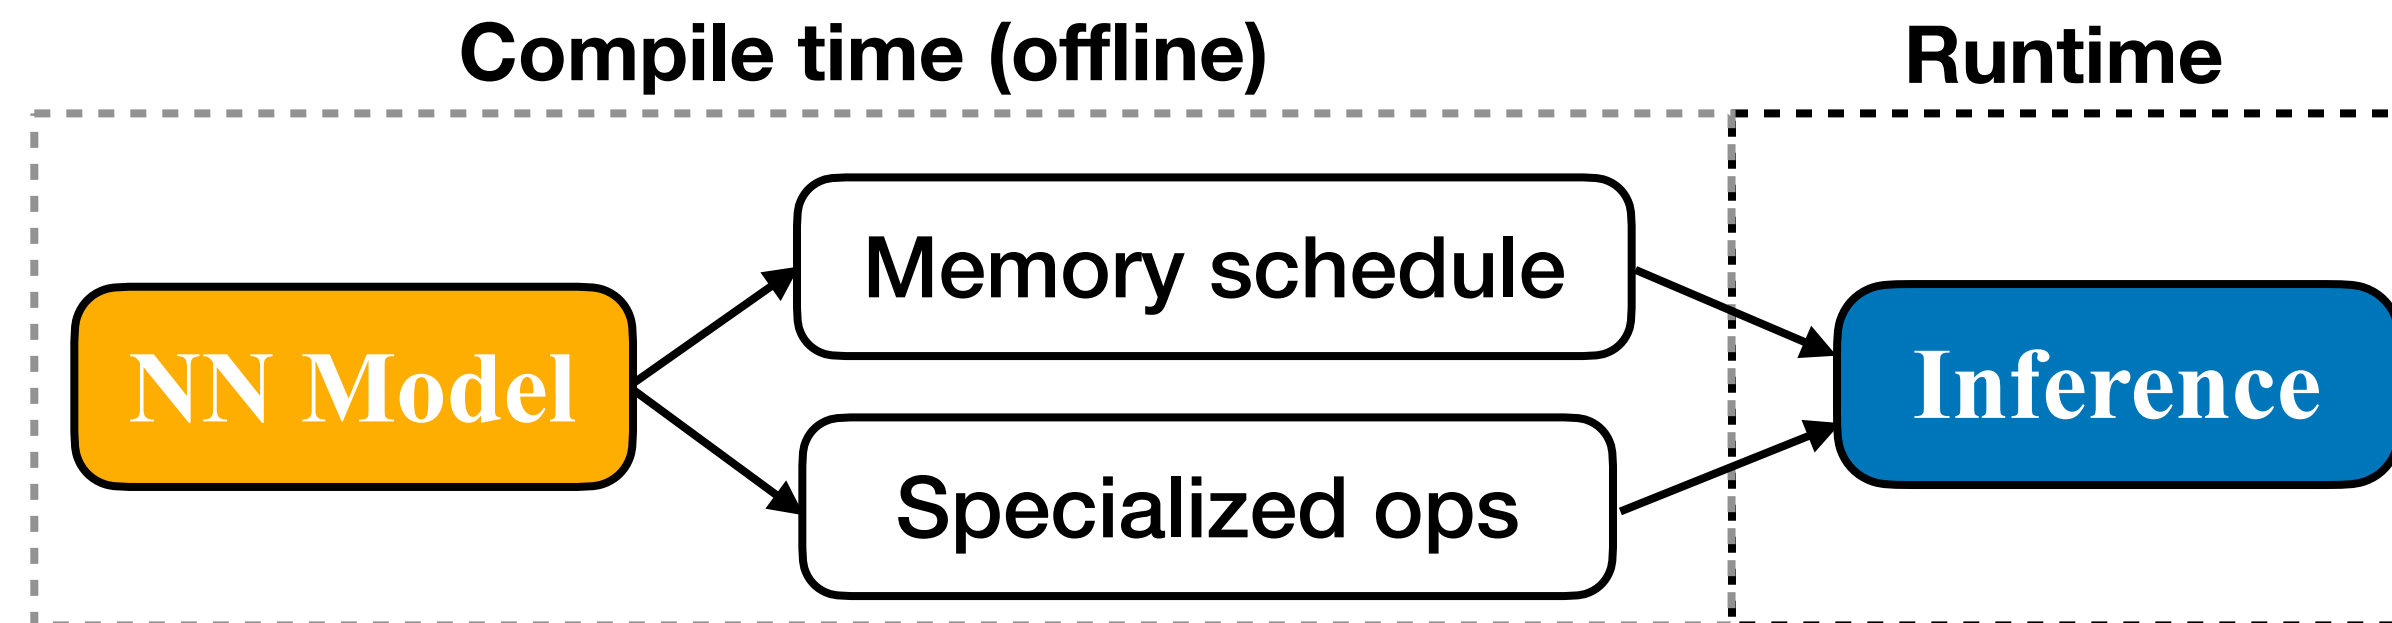 Compile time (offline)
Runtime
Memory schedule
NN Model
Inference
Specialized ops